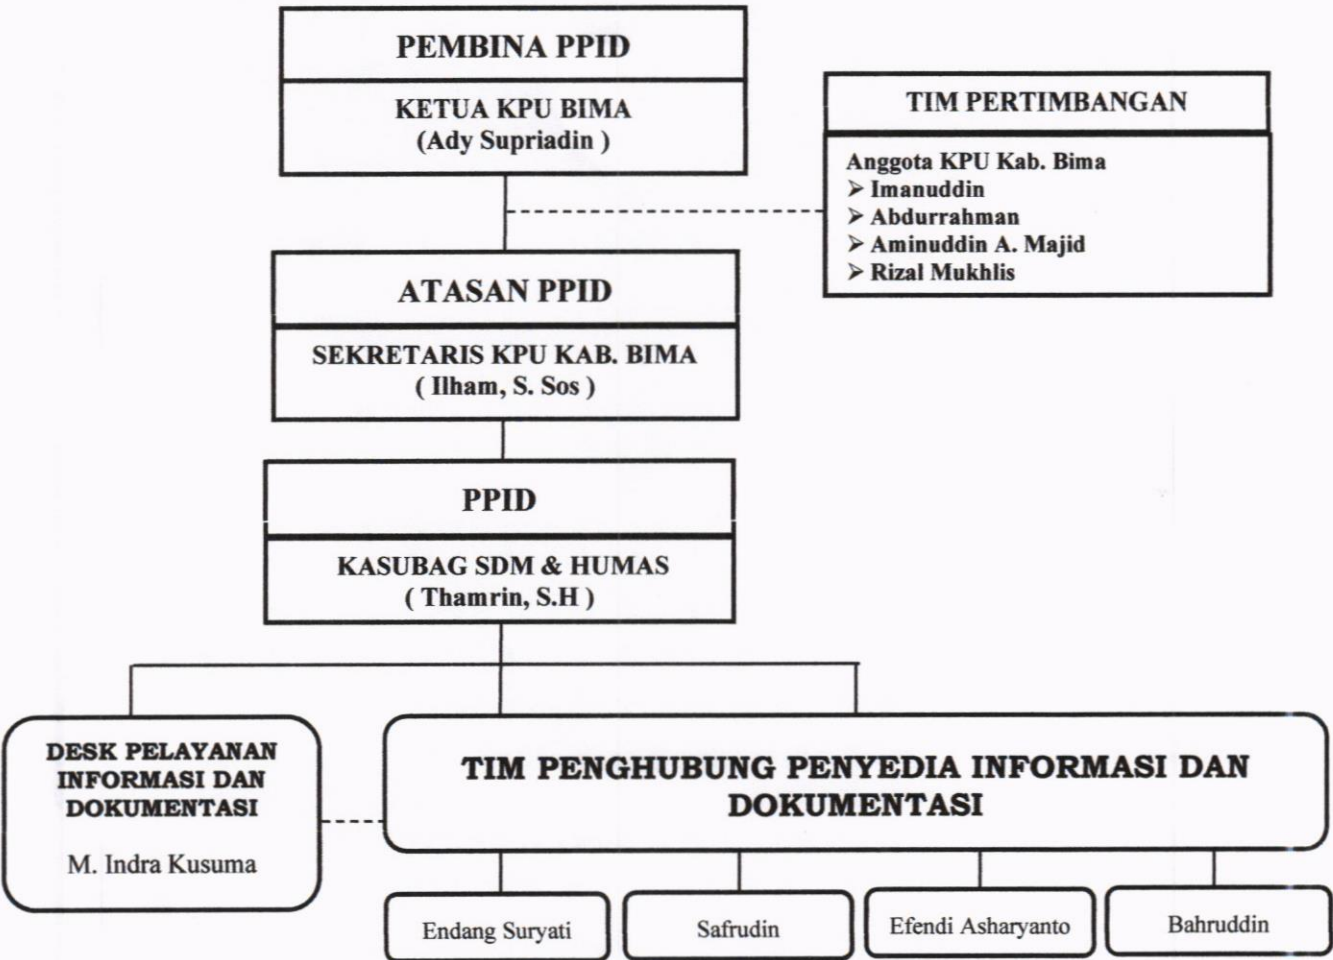 PEMBINA PPID
KETUA KPU BIMA
(Ady Supriadin )
TIM PERTIMBANGAN
Anggota KPU Kab. Bima
➢ Imanuddin
➢ Abdurrahman
➢ Aminuddin A. Majid
➢ Rizal Mukhlis
ATASAN PPID
SEKRETARIS KPU KAB. BIMA
( Ilham, S. Sos )
PPID
KASUBAG SDM & HUMAS
( Thamrin, S.H )
DESK PELAYANAN
INFORMASI DAN
DOKUMENTASI
M. Indra Kusuma
TIM PENGHUBUNG PENYEDIA INFORMASI DAN
DOKUMENTASI
Endang Suryati
Safrudin
Efendi Asharyanto
Bahruddin